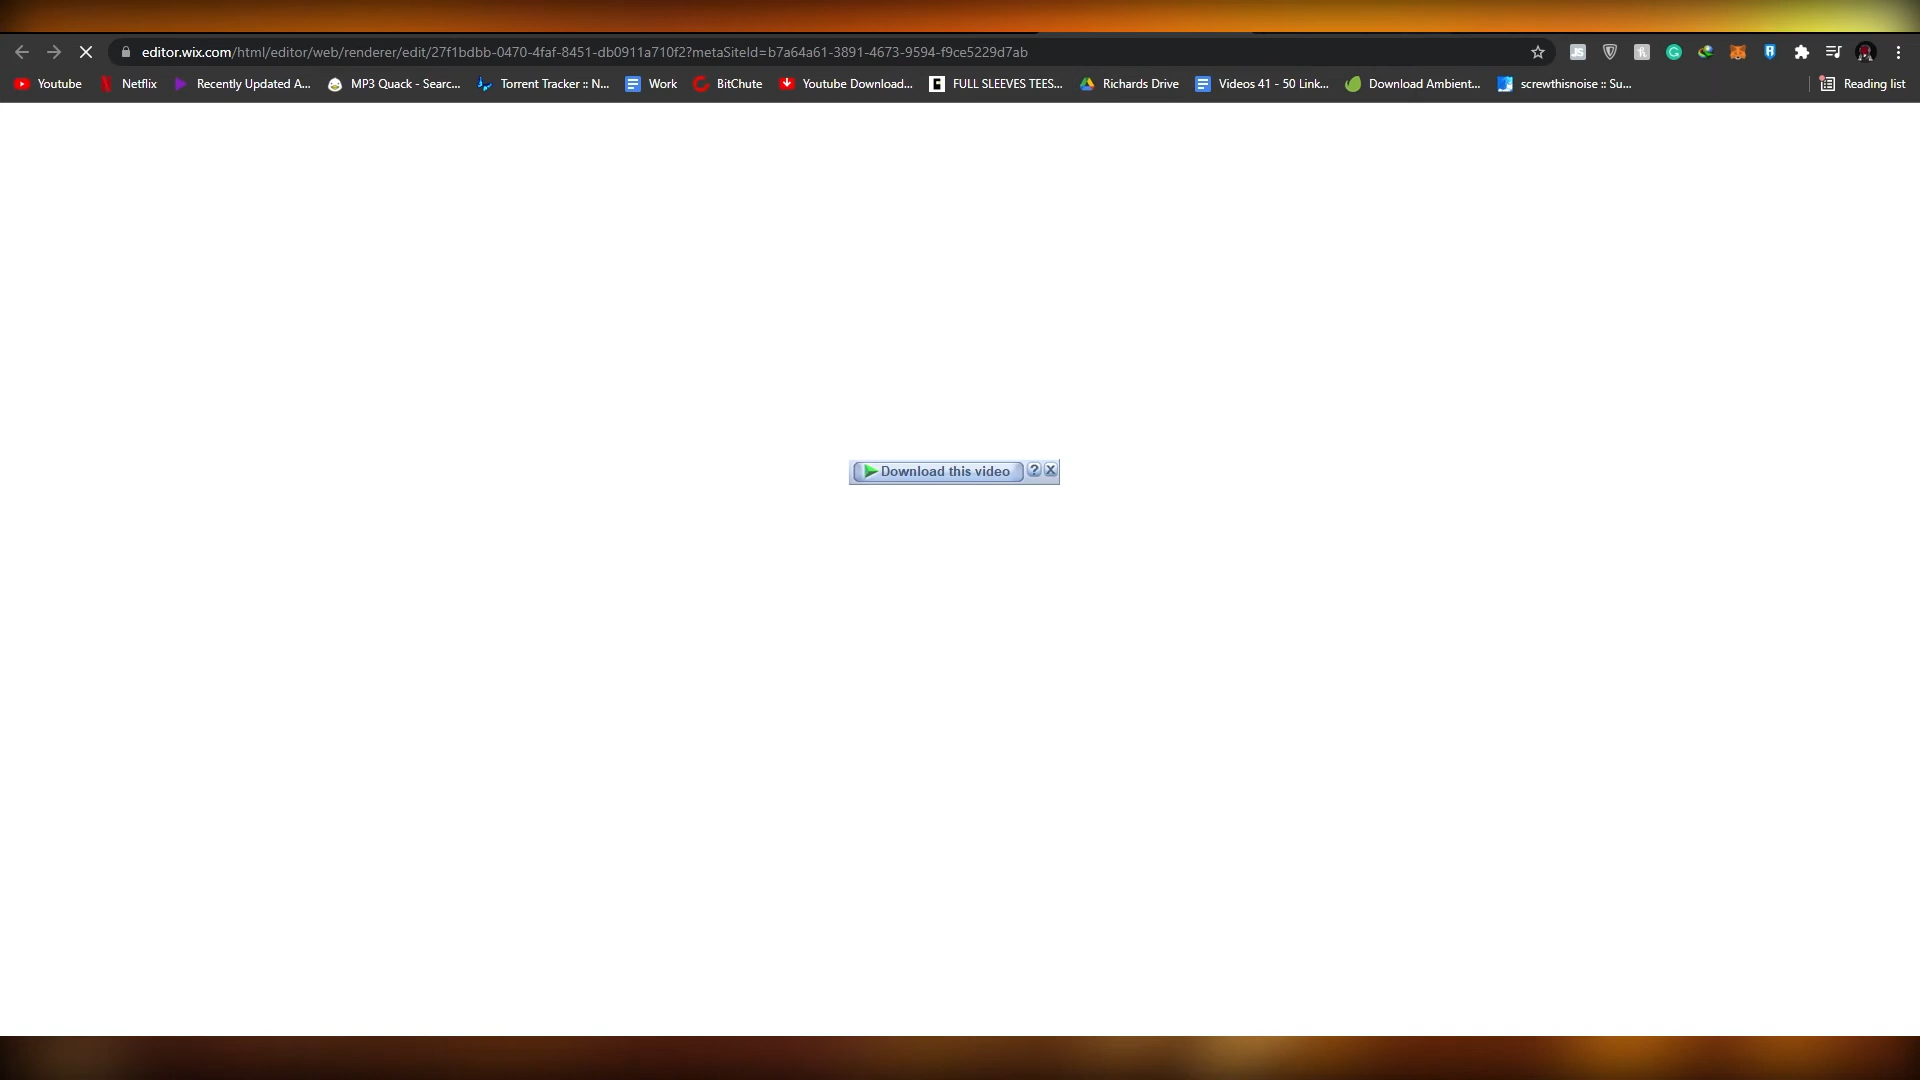 editor.wix.com/html/editor/web/renderer/edit/27f1bdbb-0470-4faf-8451-db0911a710f2?metaSiteId=b7a64a61-3891-4673-9594-f9ce5229d7ab
Youtube Netflix Recently Updated A... MP3 Quack - Searc... Torrent Tracker :: N... Work BitChute Youtube Download... FULL SLEEVES TEES... Richards Drive Videos 41 - 50 Link... Download Ambient... screwthisnoise :: Su... Reading list
Download this video ? X